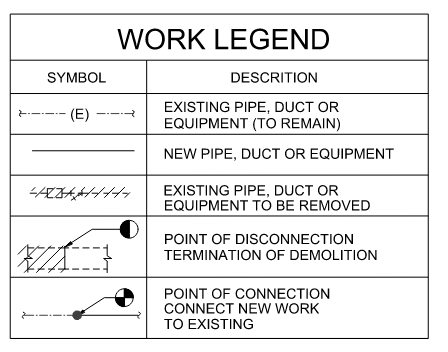 WORK LEGEND
SYMBOL
DESCRITION
(E)
EXISTING PIPE, DUCT OR
EQUIPMENT (TO REMAIN)
NEW PIPE, DUCT OR EQUIPMENT
EXISTING PIPE, DUCT OR
EQUIPMENT TO BE REMOVED
POINT OF DISCONNECTION
TERMINATION OF DEMOLITION
POINT OF CONNECTION
CONNECT NEW WORK
TO EXISTING